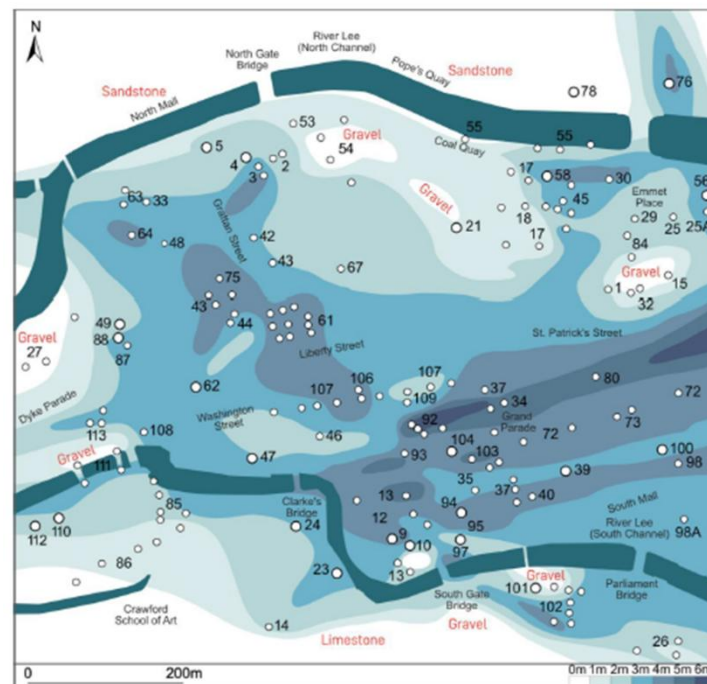 N
Sandstone
North Mall
North Gate
Bridge
River Lee
(North Channel)
Pope's Quay
Sandstone
78
76
5
4
3
2
53
Gravel
54
55
Coal Quay
55
17
58
30
56
63
33
Grattan Street
Gravel
21
18
45
Emmet
Place
29
25
25A
64
48
42
17
84
43
67
75
Gravel
15
1
32
43
44
61
Liberty Street
St. Patrick's Street
49
88
87
Gravel
27
Dyke Parade
62
106
107
107
109
37
34
80
72
Washington
Street
46
92
Grand
Parade
72
73
113
108
Gravel
111
47
93
104
103
100
98
39
35
37
40
South Mall
85
Clarke's
Bridge
24
13
12
94
95
River Lee
(South Channel)
98A
112
110
9
10
97
86
23
13
Gravel
101
Parliament
Bridge
Crawford
School of Art
South Gate
Bridge
102
14
Limestone
Gravel
26
0
200m
0m 1m 2m 3m 4m 5m 6m